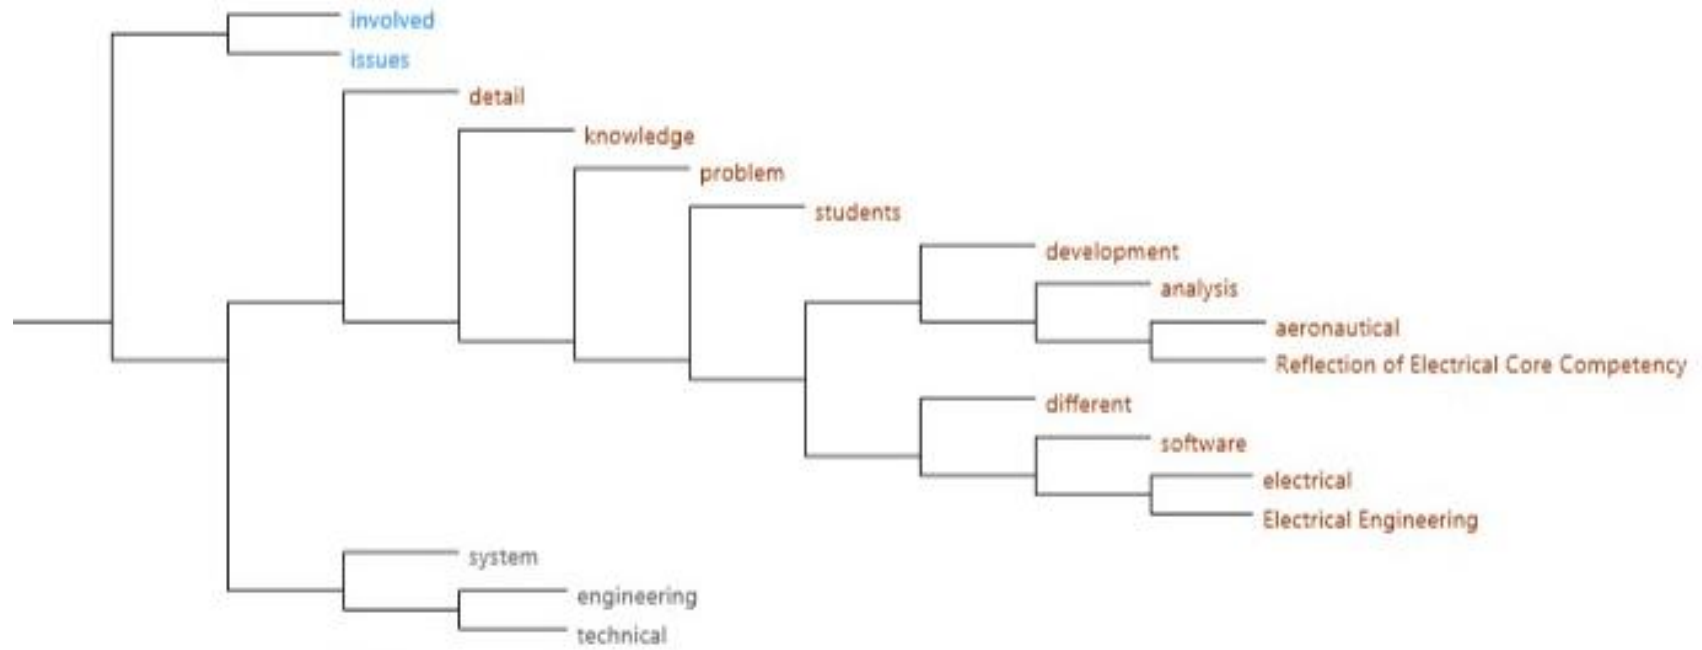 involved
issues
detail
knowledge
problem
students
development
analysis
aeronautical
Reflection of Electrical Core Competency
different
software
electrical
Electrical Engineering
system
engineering
technical